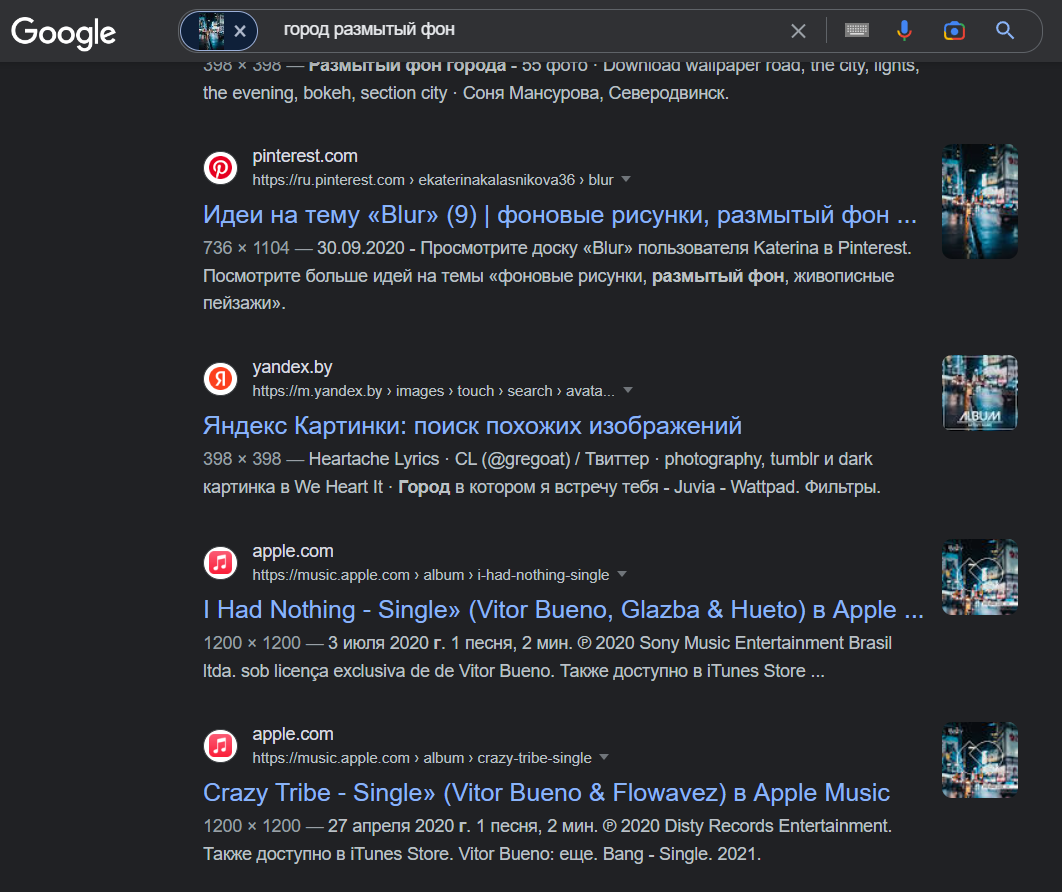 Google
город размытый фон
398 × 398 — Размытый фон города - 55 фото · Download wallpaper road, the city, lights,
the evening, bokeh, section city · Соня Мансурова, Северодвинск.
pinterest.com
https://ru.pinterest.com › ekaterinakalasnikova36 › blur
Идеи на тему «Blur» (9) | фоновые рисунки, размытый фон ...
736 × 1104 — 30.09.2020 - Просмотрите доску «Blur» пользователя Katerina в Pinterest.
Посмотрите больше идей на темы «фоновые рисунки, размытый фон, живописные
пейзажи».
yandex.by
https://m.yandex.by › images › touch › search › avata...
Яндекс Картинки: поиск похожих изображений
398 × 398 — Heartache Lyrics · CL (@gregoat) / Твиттер · photography, tumblr и dark
картинка в We Heart It · Город в котором я встречу тебя - Juvia - Wattpad. Фильтры.
ALBUM
apple.com
https://music.apple.com › album › i-had-nothing-single
I Had Nothing - Single» (Vitor Bueno, Glazba & Hueto) в Apple ...
1200 × 1200 — 3 июля 2020 г. 1 песня, 2 мин. ℗ 2020 Sony Music Entertainment Brasil
ltda. sob licença exclusiva de de Vitor Bueno. Также доступно в iTunes Store ...
apple.com
https://music.apple.com › album › crazy-tribe-single
Crazy Tribe - Single» (Vitor Bueno & Flowavez) в Apple Music
1200 × 1200 — 27 апреля 2020 г. 1 песня, 2 мин. ℗ 2020 Disty Records Entertainment.
Также доступно в iTunes Store. Vitor Bueno: еще. Bang - Single. 2021.